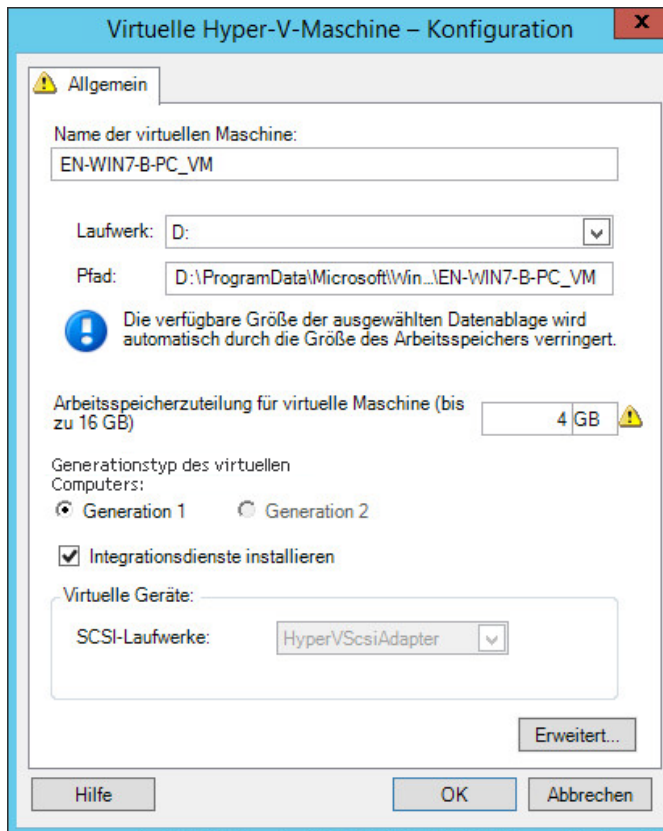 Virtuelle Hyper-V-Maschine – Konfiguration
x
Allgemein
Name der virtuellen Maschine:
EN-WIN7-B-PC_VM
Laufwerk: D:
Pfad: D:\ProgramData\Microsoft\Win...\EN-WIN7-B-PC_VM
Die verfügbare Größe der ausgewählten Datenablage wird
automatisch durch die Größe des Arbeitsspeichers verringert.
Arbeitsspeicherzuteilung für virtuelle Maschine (bis
zu 16 GB) 4 GB
Generationstyp des virtuellen
Computers:
Generation 1 Generation 2
Integrationsdienste installieren
Virtuelle Geräte:
SCSI-Laufwerke: HyperVScsiAdapter
Erweitert...
Hilfe OK Abbrechen